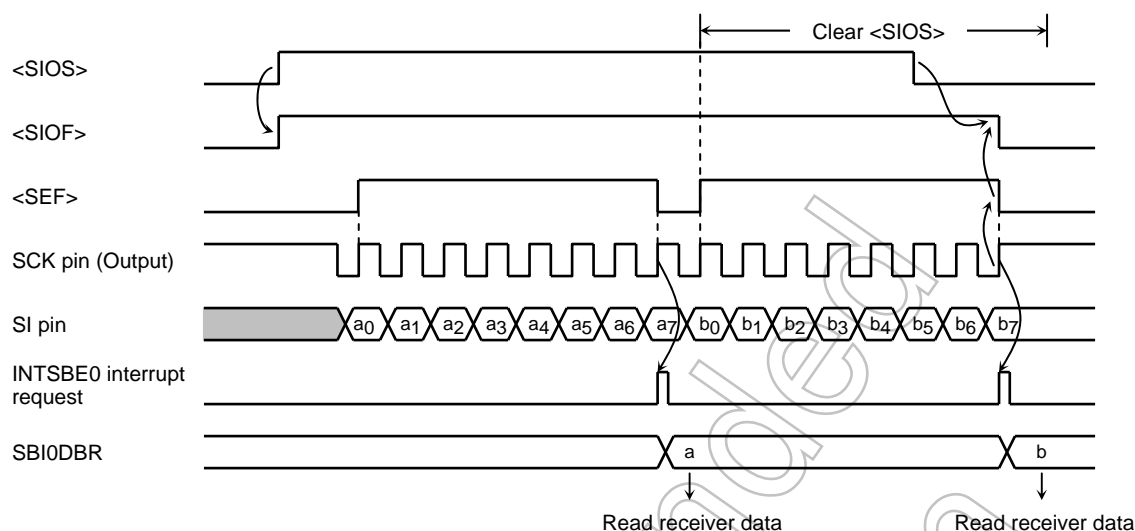 Clear <SIOS>
<SIOS>
<SIOF>
<SEF>
SCK pin (Output)
SI pin
a0 a1 a2 a3 a4 a5 a6 a7 b0 b1 b2 b3 b4 b5 b6 b7
INTSBE0 interrupt
request
SBI0DBR
a
b
Read receiver data
Read receiver data